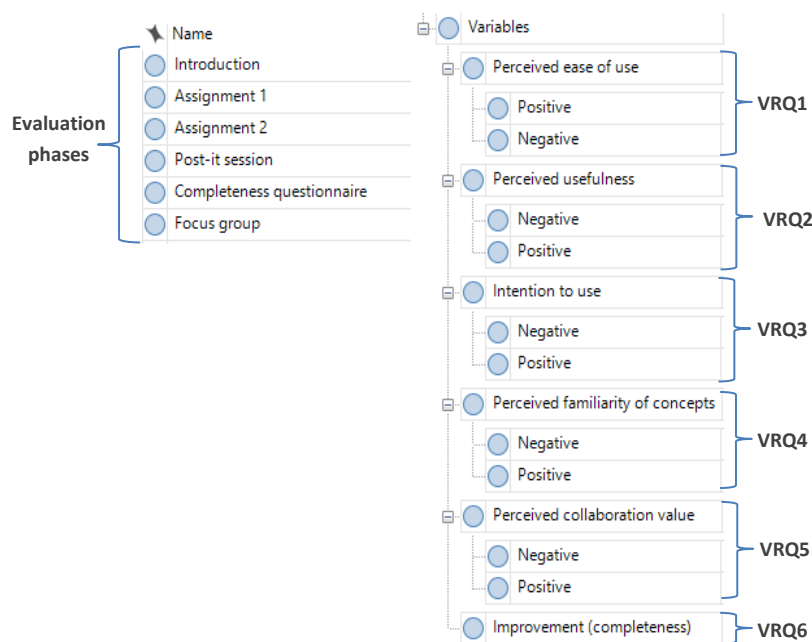 Name
Introduction
Assignment 1
Assignment 2
Post-it session
Completeness questionnaire
Focus group
Evaluation
phases
Variables
Perceived ease of use
Positive
Negative
VRQ1
Perceived usefulness
Negative
Positive
VRQ2
Intention to use
Negative
Positive
VRQ3
Perceived familiarity of concepts
Negative
Positive
VRQ4
Perceived collaboration value
Negative
Positive
VRQ5
Improvement (completeness)
VRQ6